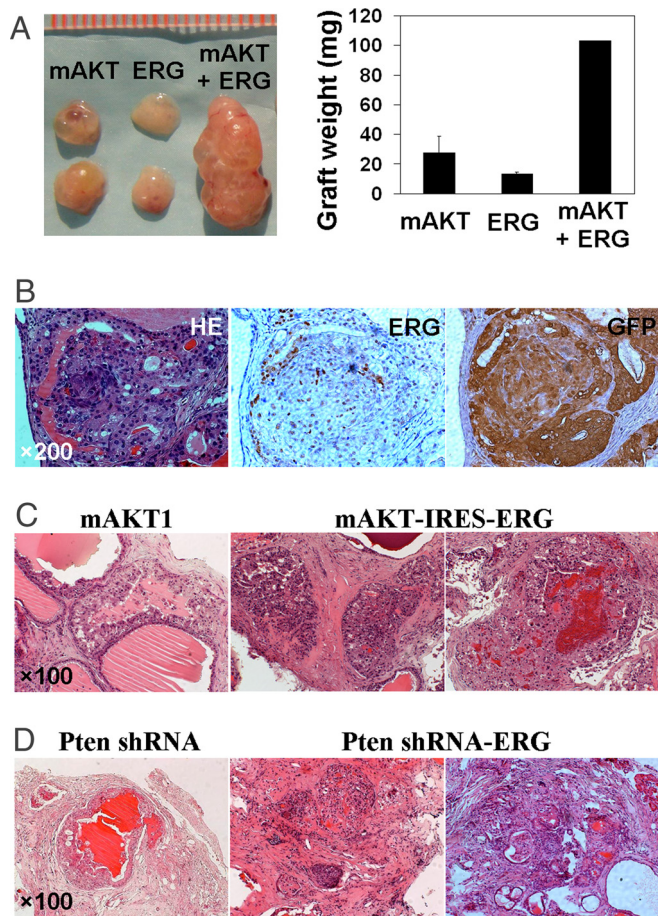 A
mAKT ERG mAKT + ERG
Graft weight (mg)
120
100
80
60
40
20
0
mAKT ERG mAKT + ERG
B
HE ERG GFP
×200
C
mAKT1 mAKT-IRES-ERG
×100
D
Pten shRNA Pten shRNA-ERG
×100